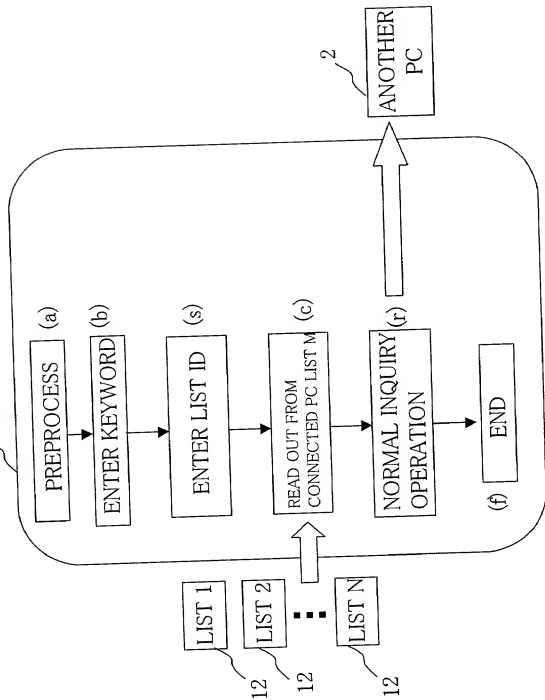 PREPROCESS
(a)
ENTER KEYWORD
(b)
ENTER LIST ID
(s)
READ OUT FROM
CONNECTED PC LIST M
(c)
NORMAL INQUIRY
OPERATION
(r)
END
(f)
LIST 1
12
LIST 2
12
LIST N
12
ANOTHER
PC
2